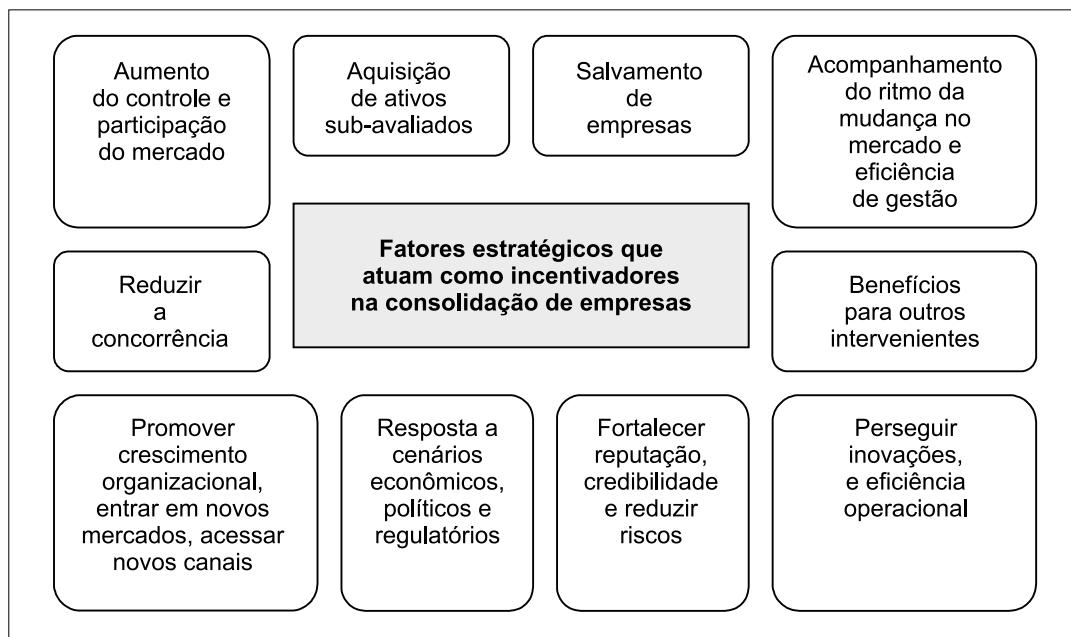 Aumento
do controle e
participação
do mercado
Aquisição
de ativos
sub-avaliados
Salvamento
de
empresas
Acompanhamento
do ritmo da
mudança no
mercado e
eficiência
de gestão
Fatores estratégicos que
atuam como incentivadores
na consolidação de empresas
Reduzir
a
concorrência
Benefícios
para outros
intervenientes
Promover
crescimento
organizacional,
entrar em novos
mercados, acessar
novos canais
Resposta a
cenários
econômicos,
políticos e
regulatórios
Fortalecer
reputação,
credibilidade
e reduzir
riscos
Perseguir
inovações,
e eficiência
operacional